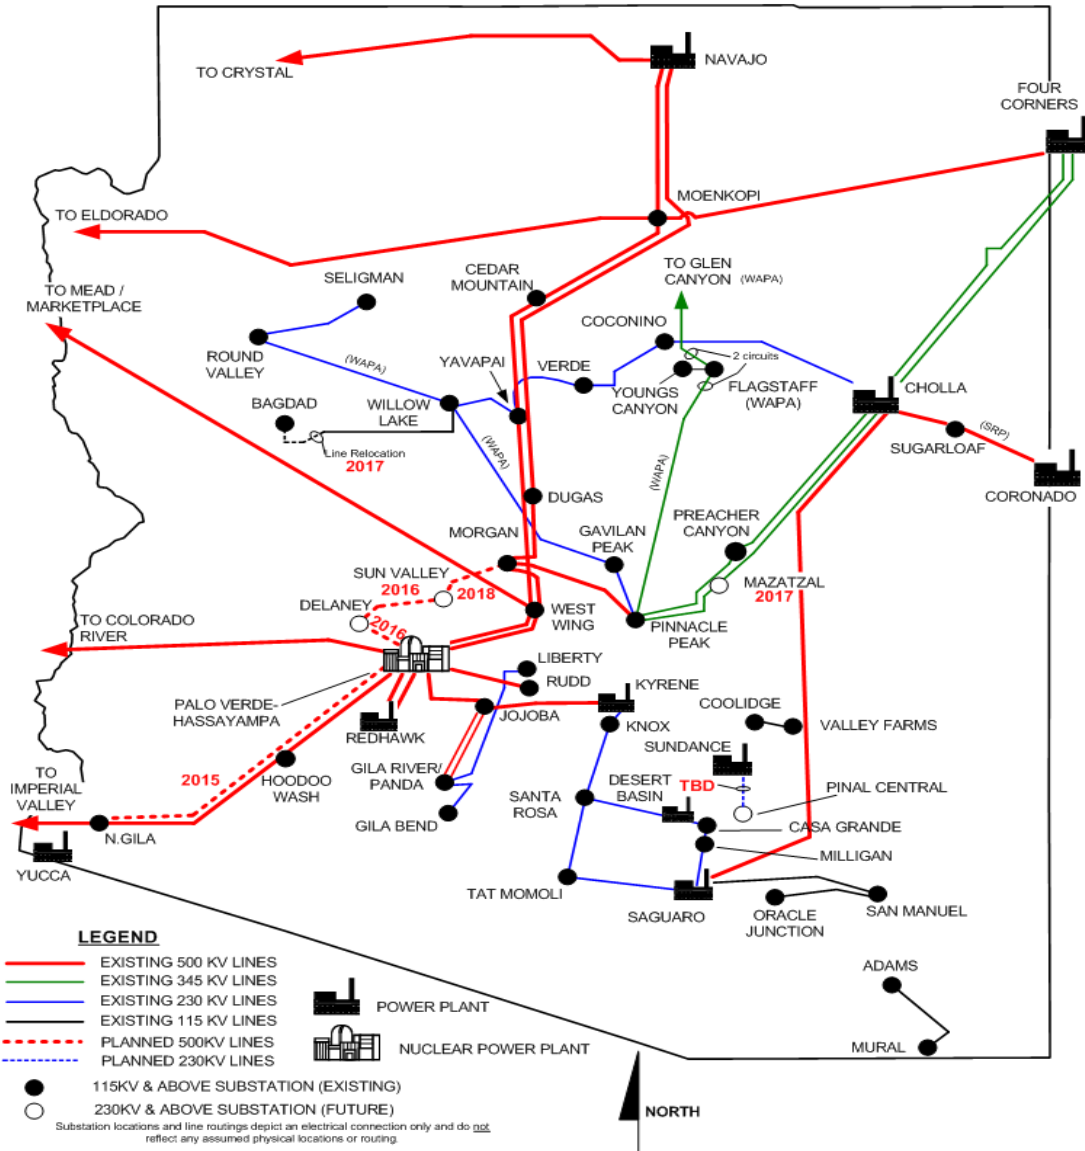 NAVAJO
TO CRYSTAL
FOUR
CORNERS
MOENKOPI
TO ELDORADO
TO GLEN
CANYON (WAPA)
CEDAR
MOUNTAIN
SELIGMAN
TO MEAD /
MARKETPLACE
COCONINO
2 circuits
ROUND
VALLEY
(WAPA)
YAVAPAI
VERDE
YOUNGS
CANYON
FLAGSTAFF
(WAPA)
CHOLLA
BAGDAD
WILLOW
LAKE
Line Relocation
2017
(WAPA)
(WAPA)
(SRP)
SUGARLOAF
CORONADO
DUGAS
MORGAN
GAVILAN
PEAK
PREACHER
CANYON
SUN VALLEY
2016
2018
MAZATZAL
2017
DELANEY
2016
WEST
WING
PINNACLE
PEAK
TO COLORADO
RIVER
LIBERTY
RUDD
PALO VERDE-
HASSAYAMPA
REDHAWK
JOJOBA
KYRENE
KNOX
COOLIDGE
VALLEY FARMS
SUNDANCE
2015
HOODOO
WASH
GILA RIVER/
PANDA
GILA BEND
TO
IMPERIAL
VALLEY
N.GILA
YUCCA
SANTA
ROSA
DESERT
BASIN
TBD
PINAL CENTRAL
CASA GRANDE
MILLIGAN
TAT MOMOLI
SAGUARO
ORACLE
JUNCTION
SAN MANUEL
ADAMS
MURAL
LEGEND
EXISTING 500 KV LINES
EXISTING 345 KV LINES
EXISTING 230 KV LINES
EXISTING 115 KV LINES
PLANNED 500KV LINES
PLANNED 230KV LINES
POWER PLANT
NUCLEAR POWER PLANT
115KV & ABOVE SUBSTATION (EXISTING)
230KV & ABOVE SUBSTATION (FUTURE)
Substation locations and line routings depict an electrical connection only and do not
reflect any assumed physical locations or routing.
NORTH